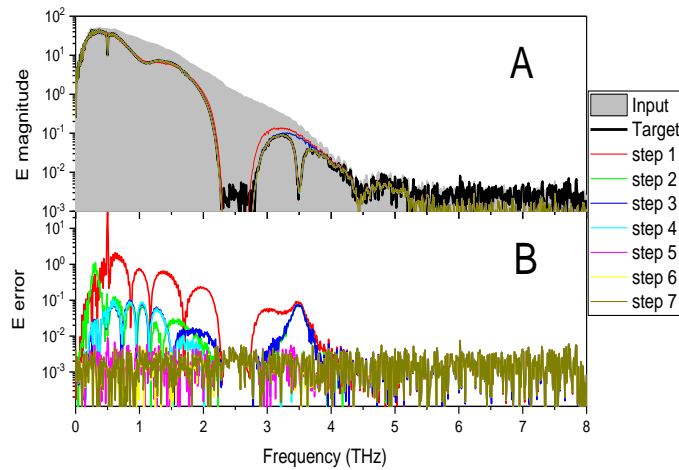 10²
10¹
10⁰
10⁻¹
10⁻²
10⁻³
E magnitude
A
10⁰
10⁻¹
10⁻²
10⁻³
E error
B
0 1 2 3 4 5 6 7 8
Frequency (THz)
Input
Target
step 1
step 2
step 3
step 4
step 5
step 6
step 7